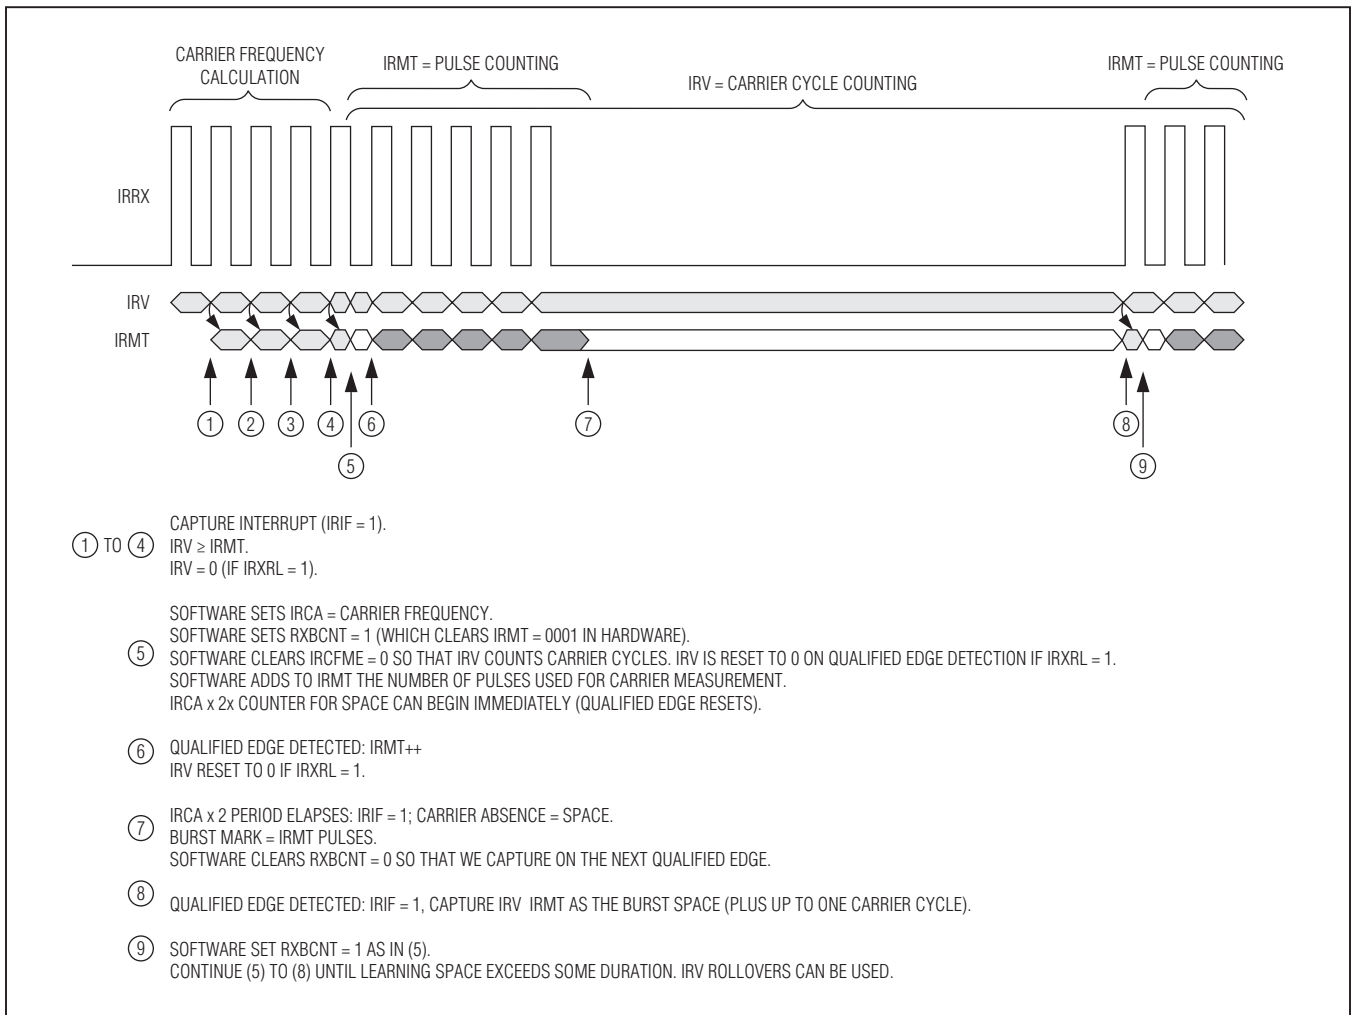 CARRIER FREQUENCY
CALCULATION
IRMT = PULSE COUNTING
IRV = CARRIER CYCLE COUNTING
IRMT = PULSE COUNTING
IRRX
IRV
IRMT
1
2
3
4
5
6
7
8
9
1 TO 4
CAPTURE INTERRUPT (IRIF = 1).
IRV ≥ IRMT.
IRV = 0 (IF IRXRL = 1).
5
SOFTWARE SETS IRCA = CARRIER FREQUENCY.
SOFTWARE SETS RXBCNT = 1 (WHICH CLEARS IRMT = 0001 IN HARDWARE).
SOFTWARE CLEARS IRCFME = 0 SO THAT IRV COUNTS CARRIER CYCLES. IRV IS RESET TO 0 ON QUALIFIED EDGE DETECTION IF IRXRL = 1.
SOFTWARE ADDS TO IRMT THE NUMBER OF PULSES USED FOR CARRIER MEASUREMENT.
IRCA x 2x COUNTER FOR SPACE CAN BEGIN IMMEDIATELY (QUALIFIED EDGE RESETS).
6
QUALIFIED EDGE DETECTED: IRMT++
IRV RESET TO 0 IF IRXRL = 1.
7
IRCA x 2 PERIOD ELAPSES: IRIF = 1; CARRIER ABSENCE = SPACE.
BURST MARK = IRMT PULSES.
SOFTWARE CLEARS RXBCNT = 0 SO THAT WE CAPTURE ON THE NEXT QUALIFIED EDGE.
8
QUALIFIED EDGE DETECTED: IRIF = 1, CAPTURE IRV IRMT AS THE BURST SPACE (PLUS UP TO ONE CARRIER CYCLE).
9
SOFTWARE SET RXBCNT = 1 AS IN (5).
CONTINUE (5) TO (8) UNTIL LEARNING SPACE EXCEEDS SOME DURATION. IRV ROLLOVERS CAN BE USED.